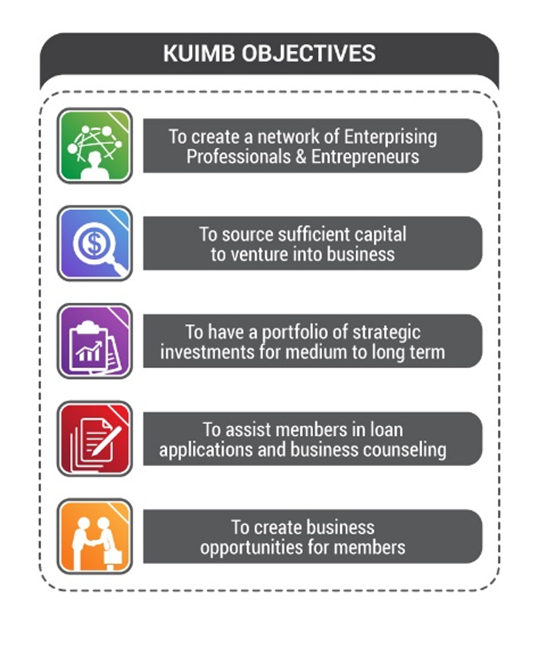 KUIMB OBJECTIVES
To create a network of Enterprising
Professionals & Entrepreneurs
$
To source sufficient capital
to venture into business
To have a portfolio of strategic
investments for medium to long term
To assist members in loan
applications and business counseling
To create business
opportunities for members